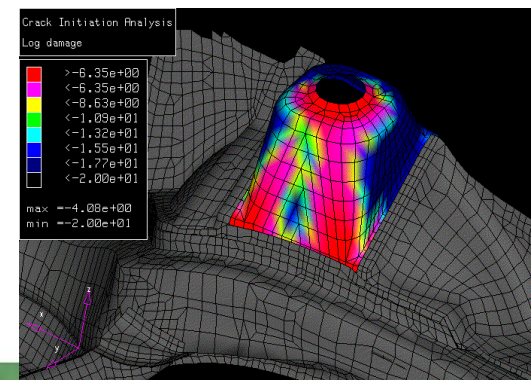 Crack Initiation Analysis
Log damage
>-6.35e+00
<-6.35e+00
<-8.63e+00
<-1.09e+01
<-1.32e+01
<-1.55e+01
<-1.77e+01
<-2.00e+01
max =-4.08e+00
min =-2.00e+01
z
x
y